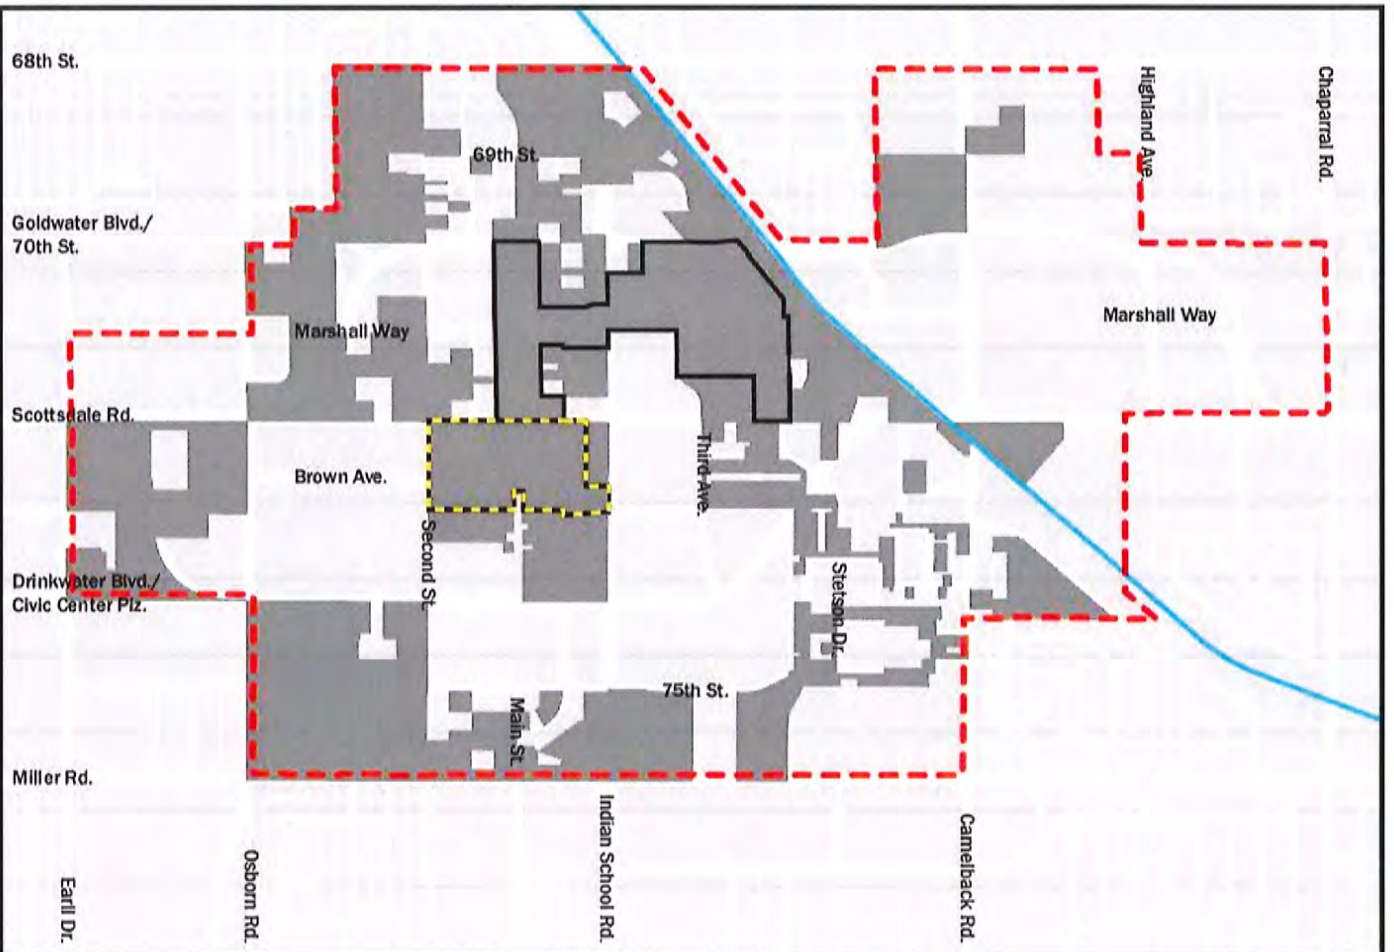 68th St.
Highland Ave.
Chaparral Rd.
69th St.
Goldwater Blvd./
70th St.
Marshall Way
Marshall Way
Scottsdale Rd.
Third Ave.
Brown Ave.
Second St.
Stetson Dr.
Drinkwater Blvd./
Civic Center Plz.
75th St.
Main St.
Miller Rd.
Indian School Rd.
Camelback Rd.
Osborn Rd.
Earll Dr.